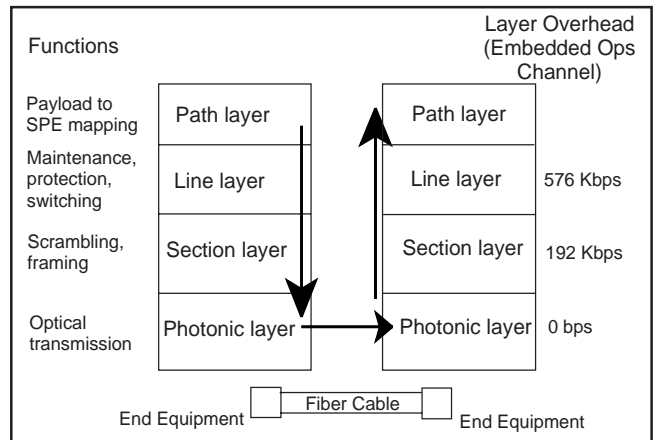 Functions
Layer Overhead
(Embedded Ops
Channel)
Payload to
SPE mapping
Path layer
Path layer
Maintenance,
protection,
switching
Line layer
Line layer
576 Kbps
Scrambling,
framing
Section layer
Section layer
192 Kbps
Optical
transmission
Photonic layer
Photonic layer
0 bps
End Equipment
Fiber Cable
End Equipment